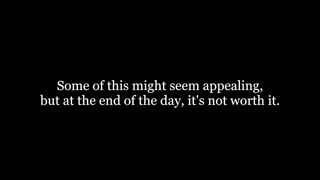 Some of this might seem appealing,
but at the end of the day, it's not worth it.